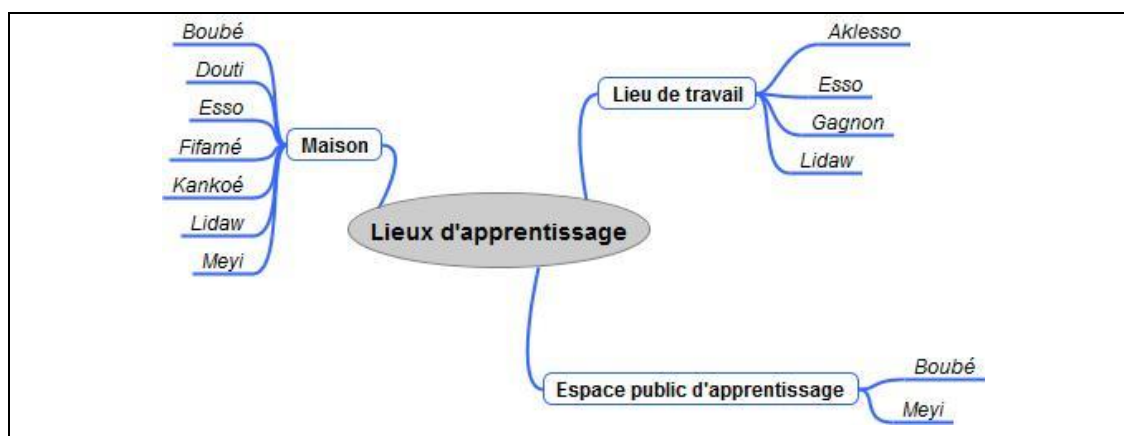 Boubé
Douti
Esso
Fifamé
Kankoé
Lidaw
Meyi
Maison
Lieux d'apprentissage
Lieu de travail
Aklesso
Esso
Gagnon
Lidaw
Espace public d'apprentissage
Boubé
Meyi